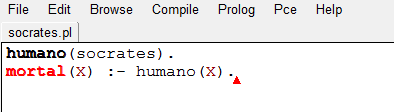 File Edit Browse Compile Prolog Pce Help
socrates.pl
humano(socrates).
mortal(X) :- humano(X).